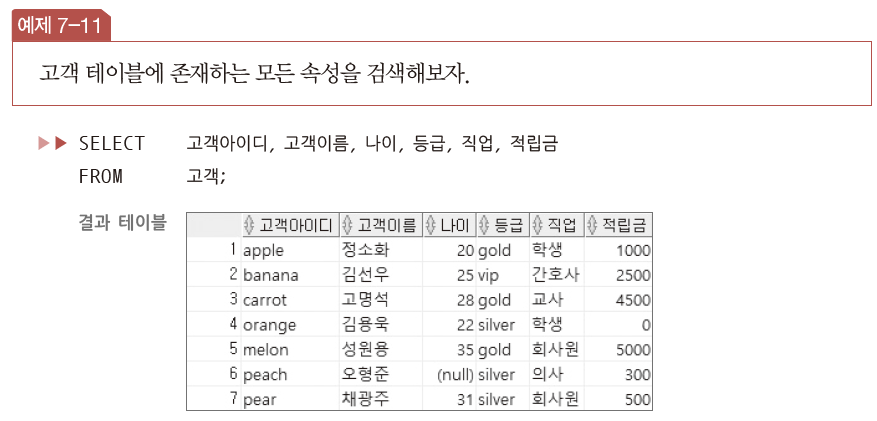 예제 7-11
고객 테이블에 존재하는 모든 속성을 검색해보자.
▶▶ SELECT 고객아이디, 고객이름, 나이, 등급, 직업, 적립금
FROM 고객;
결과 테이블
고객아이디 고객이름 나이 등급 직업 적립금
1 apple 정소화 20 gold 학생 1000
2 banana 김선우 25 vip 간호사 2500
3 carrot 고명석 28 gold 교사 4500
4 orange 김용욱 22 silver 학생 0
5 melon 성원용 35 gold 회사원 5000
6 peach 오형준 (null) silver 의사 300
7 pear 채광주 31 silver 회사원 500